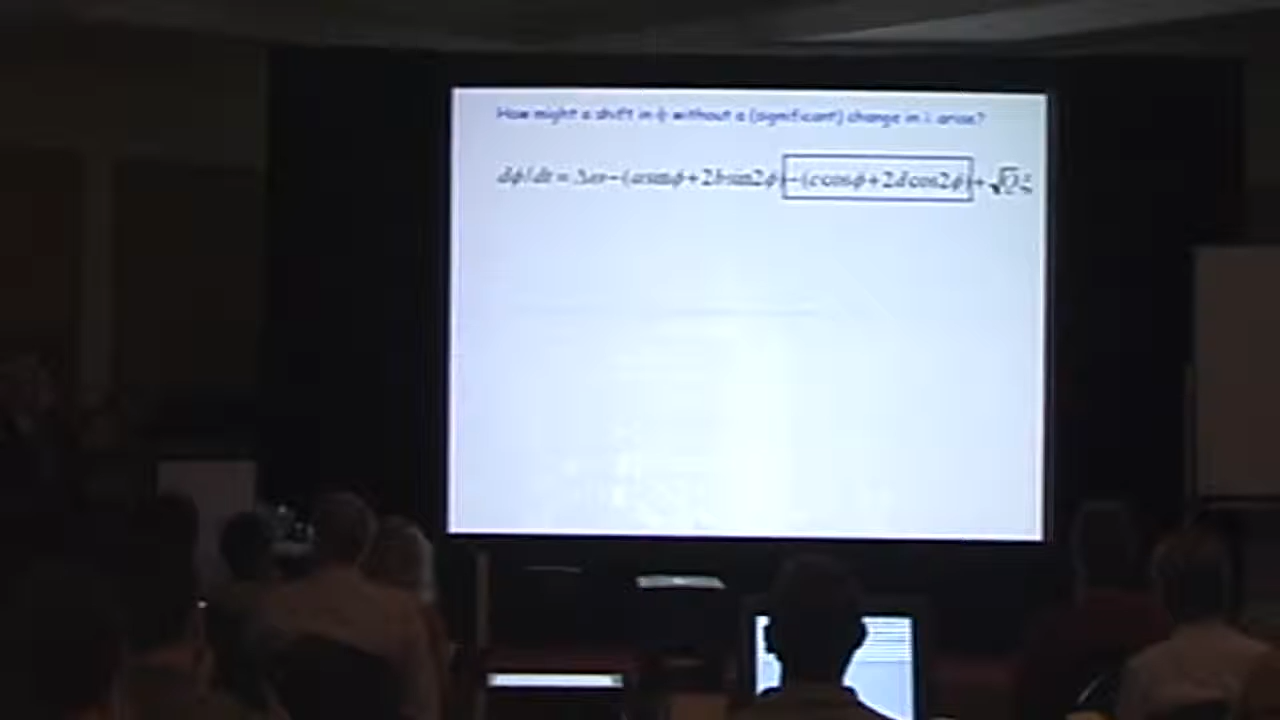 How might a shift in ϕ without a (significant) change in λ arise?
dϕ/dt = Δω−(a sinϕ+2b sin2ϕ)−(c cosϕ+2d cos2ϕ)+√Q